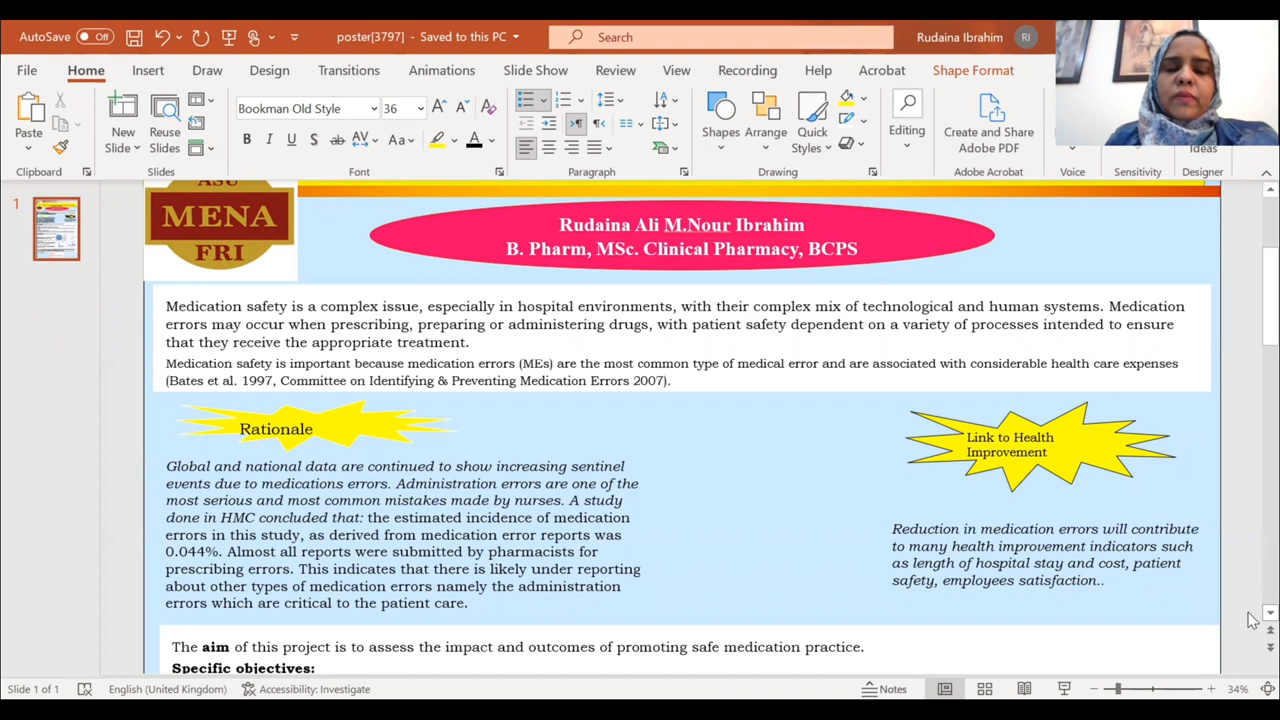 AutoSave Off poster[3797] - Saved to this PC Search Rudaina Ibrahim RI
File Home Insert Draw Design Transitions Animations Slide Show Review View Recording Help Acrobat Shape Format
Paste New Slide Reuse Slides Bookman Old Style 36 Shapes Arrange Quick Styles Editing Create and Share Adobe PDF Ideas
Clipboard Slides Font Paragraph Drawing Adobe Acrobat Voice Sensitivity Designer
1
ASU
MENA
FRI
Rudaina Ali M.Nour Ibrahim
B. Pharm, MSc. Clinical Pharmacy, BCPS
Medication safety is a complex issue, especially in hospital environments, with their complex mix of technological and human systems. Medication
errors may occur when prescribing, preparing or administering drugs, with patient safety dependent on a variety of processes intended to ensure
that they receive the appropriate treatment.
Medication safety is important because medication errors (MEs) are the most common type of medical error and are associated with considerable health care expenses
(Bates et al. 1997, Committee on Identifying & Preventing Medication Errors 2007).
Rationale
Global and national data are continued to show increasing sentinel
events due to medications errors. Administration errors are one of the
most serious and most common mistakes made by nurses. A study
done in HMC concluded that: the estimated incidence of medication
errors in this study, as derived from medication error reports was
0.044%. Almost all reports were submitted by pharmacists for
prescribing errors. This indicates that there is likely under reporting
about other types of medication errors namely the administration
errors which are critical to the patient care.
Link to Health
Improvement
Reduction in medication errors will contribute
to many health improvement indicators such
as length of hospital stay and cost, patient
safety, employees satisfaction..
The aim of this project is to assess the impact and outcomes of promoting safe medication practice.
Specific objectives:
Slide 1 of 1 English (United Kingdom) Accessibility: Investigate Notes 34%